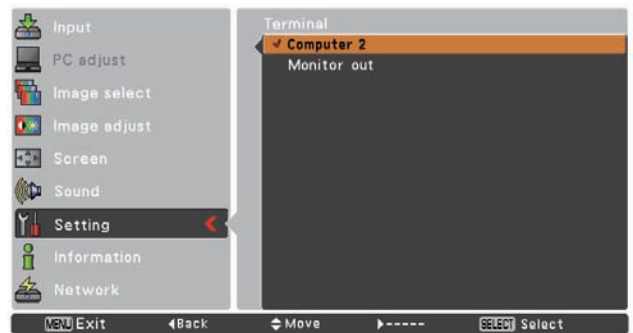 Input
PC adjust
Image select
Image adjust
Screen
Sound
Setting
Information
Network
Terminal
✔ Computer 2
Monitor out
MENU Exit ◀Back Move ▶----- SELECT Select